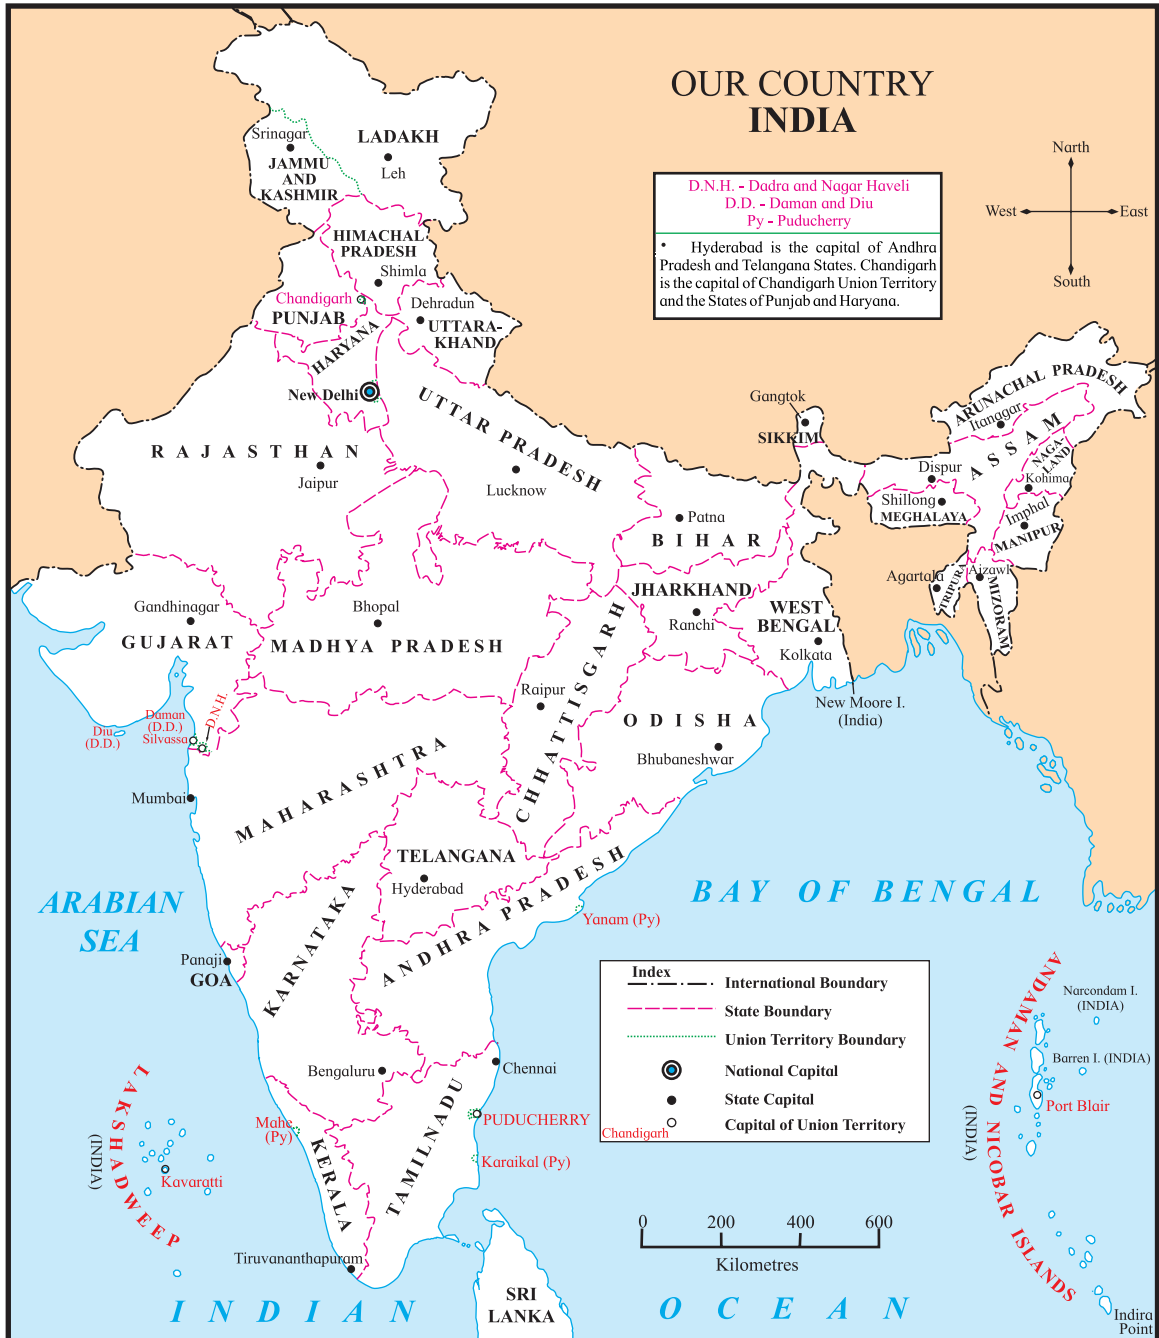 OUR COUNTRY
INDIA
Narth
West
East
South
D.N.H. - Dadra and Nagar Haveli
D.D. - Daman and Diu
Py - Puducherry
• Hyderabad is the capital of Andhra
Pradesh and Telangana States. Chandigarh
is the capital of Chandigarh Union Territory
and the States of Punjab and Haryana.
Srinagar
LADAKH
Leh
JAMMU
AND
KASHMIR
HIMACHAL
PRADESH
Shimla
Chandigarh
PUNJAB
Dehradun
UTTARA-
KHAND
HARYANA
New Delhi
UTTAR PRADESH
Lucknow
RAJASTHAN
Jaipur
Gangtok
SIKKIM
ARUNACHAL PRADESH
Itanagar
ASSAM
Dispur
NAGA-
LAND
Kohima
Shillong
MEGHALAYA
Imphal
MANIPUR
Agartala
TRIPUR
Aizawl
MIZORAM
Patna
BIHAR
JHARKHAND
Ranchi
WEST
BENGAL
Kolkata
New Moore I.
(India)
Gandhinagar
GUJARAT
Bhopal
MADHYA PRADESH
Raipur
CHHATTISGARH
ODISHA
Bhubaneshwar
Diu
(D.D.)
Daman
(D.D.)
Silvassa
D.N.H.
Mumbai
MAHARASHTRA
TELANGANA
Hyderabad
ANDHRA PRADESH
Yanam (Py)
KARNATAKA
Panaji
GOA
ARABIAN
SEA
BAY OF BENGAL
Bengaluru
Chennai
Mahe
(Py)
PUDUCHERRY
Karaikal (Py)
TAMILNADU
KERALA
Tiruvananthapuram
LAKSHADWEEP
(INDIA)
Kavaratti
Index
International Boundary
State Boundary
Union Territory Boundary
National Capital
State Capital
Chandigarh
Capital of Union Territory
ANDAMAN AND NICOBAR ISLANDS
(INDIA)
Narcondam I.
(INDIA)
Barren I. (INDIA)
Port Blair
Indira
Point
0 200 400 600
Kilometres
SRI
LANKA
INDIAN OCEAN